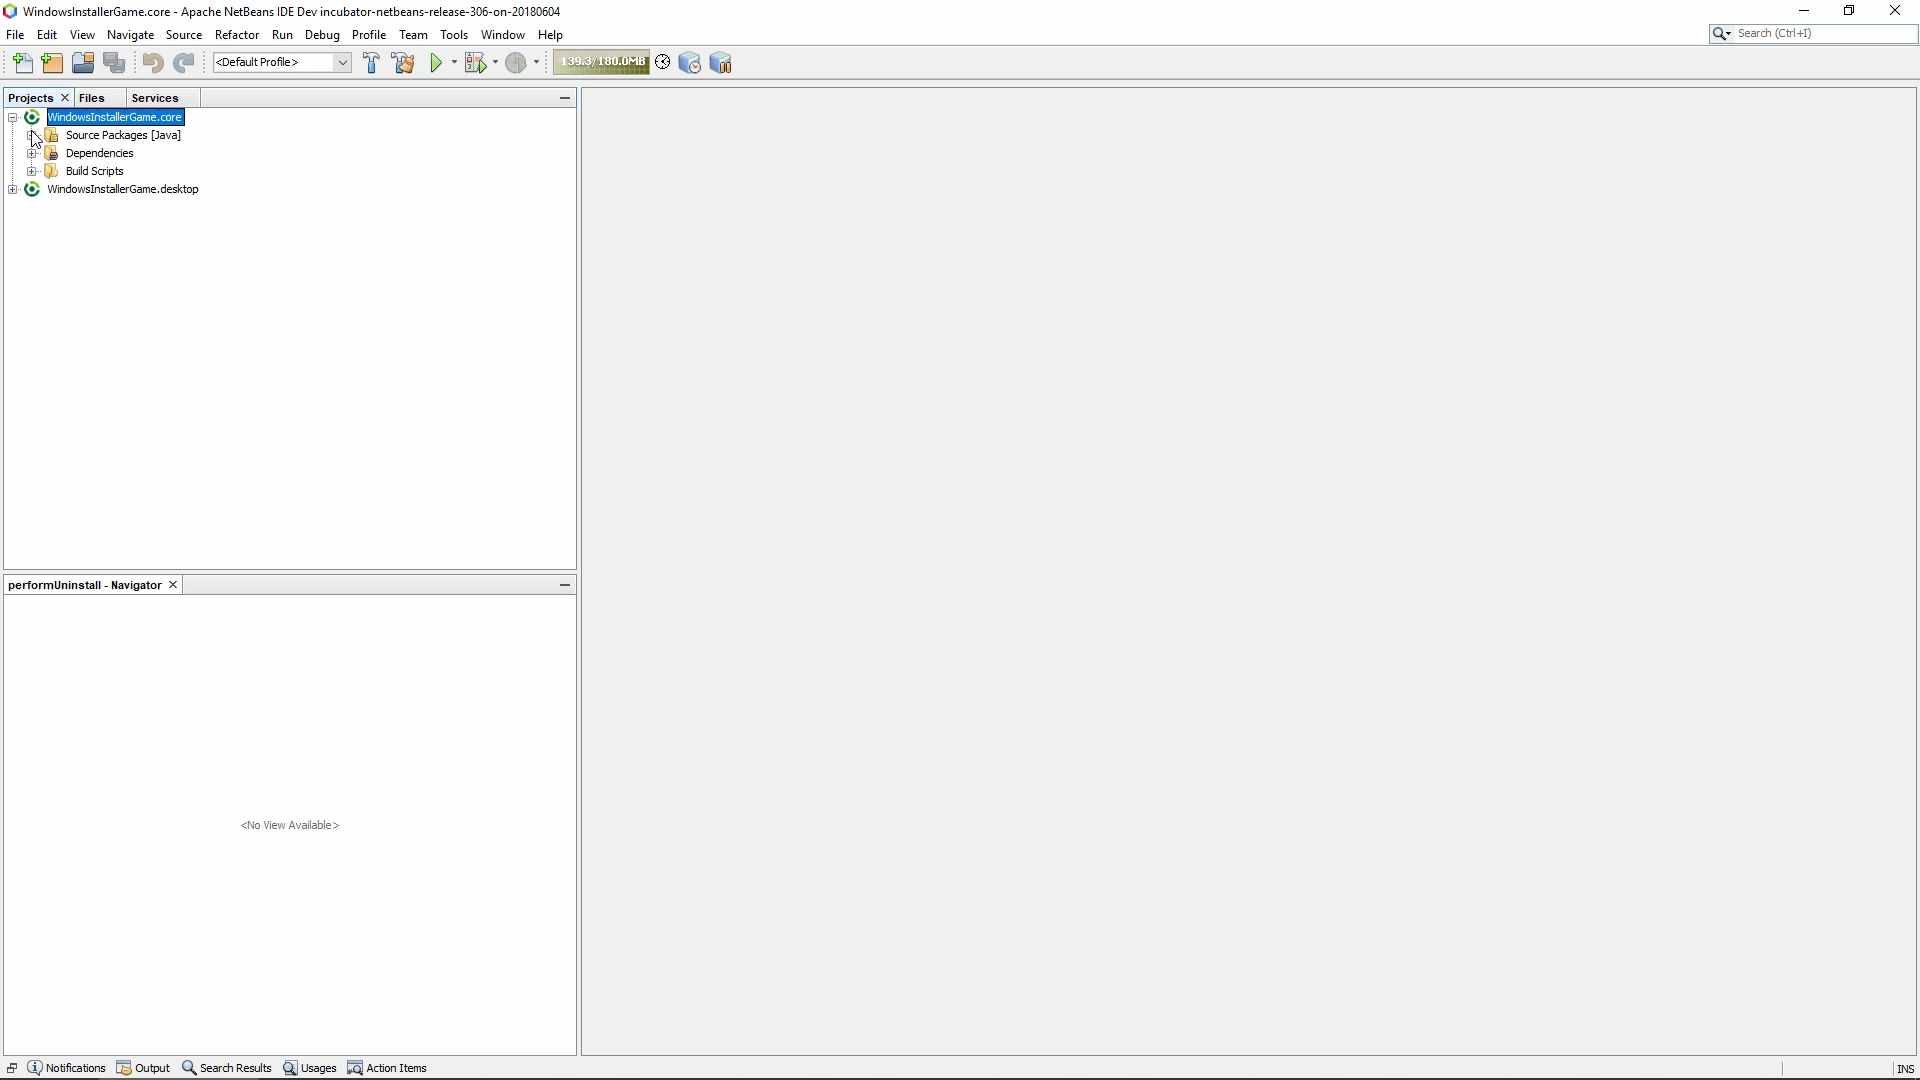 WindowsInstallerGame.core - Apache NetBeans IDE Dev incubator-netbeans-release-306-on-20180604
File Edit View Navigate Source Refactor Run Debug Profile Team Tools Window Help
Search (Ctrl+I)
<Default Profile>
139.3/180.0MB
Projects Files Services
WindowsInstallerGame.core
Source Packages [Java]
Dependencies
Build Scripts
WindowsInstallerGame.desktop
performUninstall - Navigator
<No View Available>
Notifications Output Search Results Usages Action Items
INS